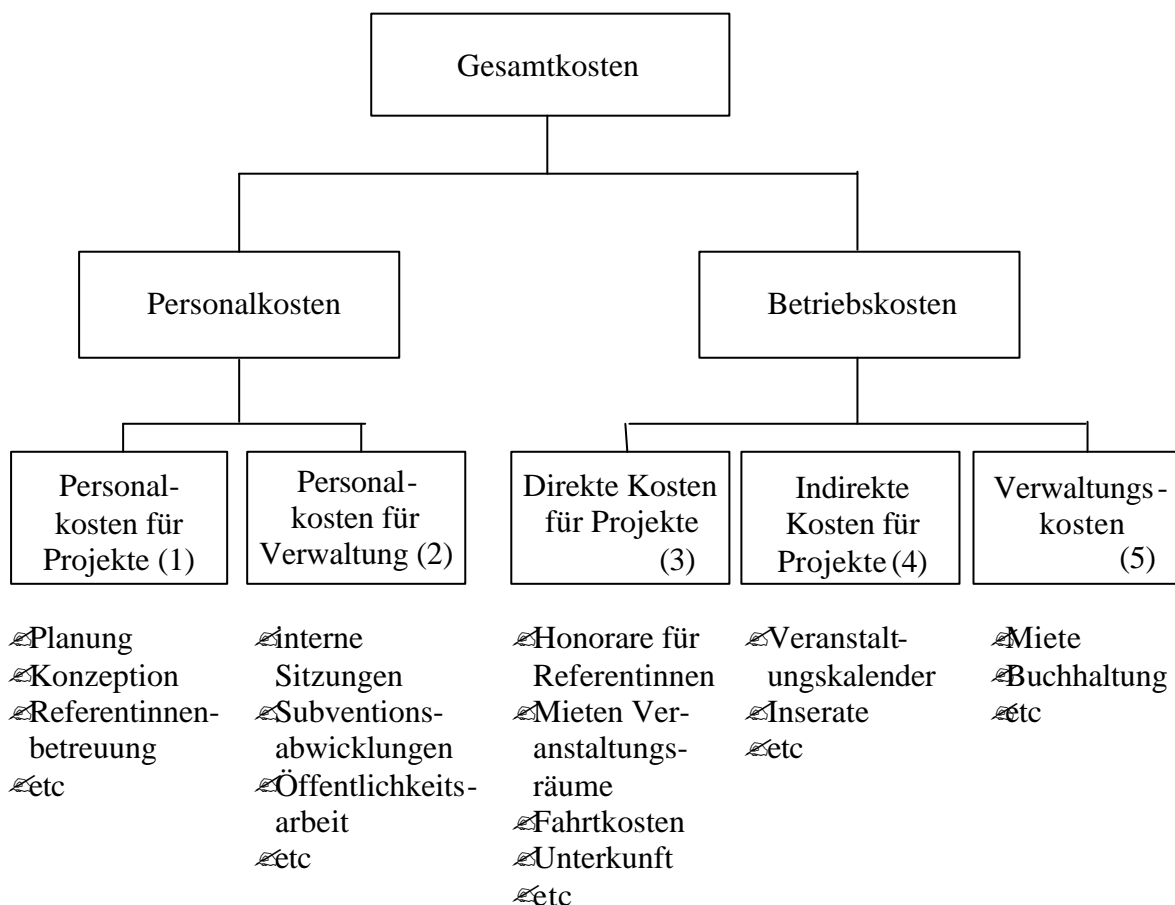 Gesamtkosten
Personalkosten
Betriebskosten
Personal-
kosten für
Projekte (1)
Personal-
kosten für
Verwaltung (2)
Direkte Kosten
für Projekte
(3)
Indirekte
Kosten für
Projekte (4)
Verwaltungs-
kosten
(5)
Planung
Konzeption
Referentinnen-
betreuung
etc
interne
Sitzungen
Subventions-
abwicklungen
Öffentlichkeits-
arbeit
etc
Honorare für
Referentinnen
Mieten Ver-
anstaltungs-
räume
Fahrtkosten
Unterkunft
etc
Veranstalt-
ungskalender
Inserate
etc
Miete
Buchhaltung
etc